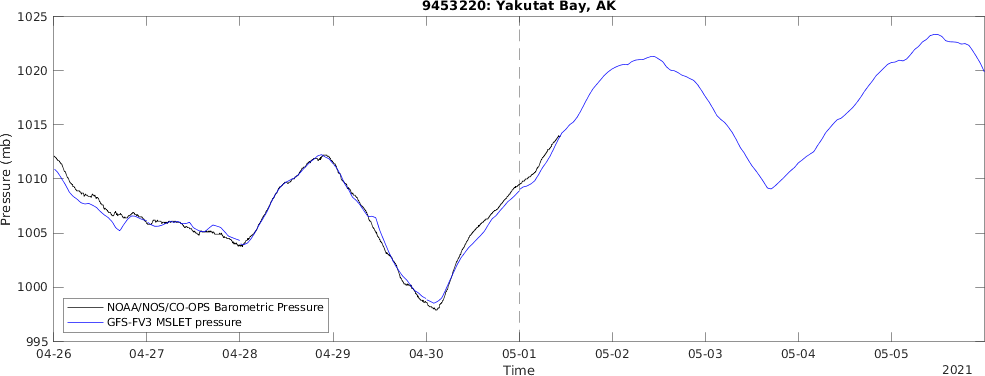 9453220: Yakutat Bay, AK
Pressure (mb)
1025
1020
1015
1010
1005
1000
995
NOAA/NOS/CO-OPS Barometric Pressure
GFS-FV3 MSLET pressure
04-26 04-27 04-28 04-29 04-30 05-01 05-02 05-03 05-04 05-05
Time
2021